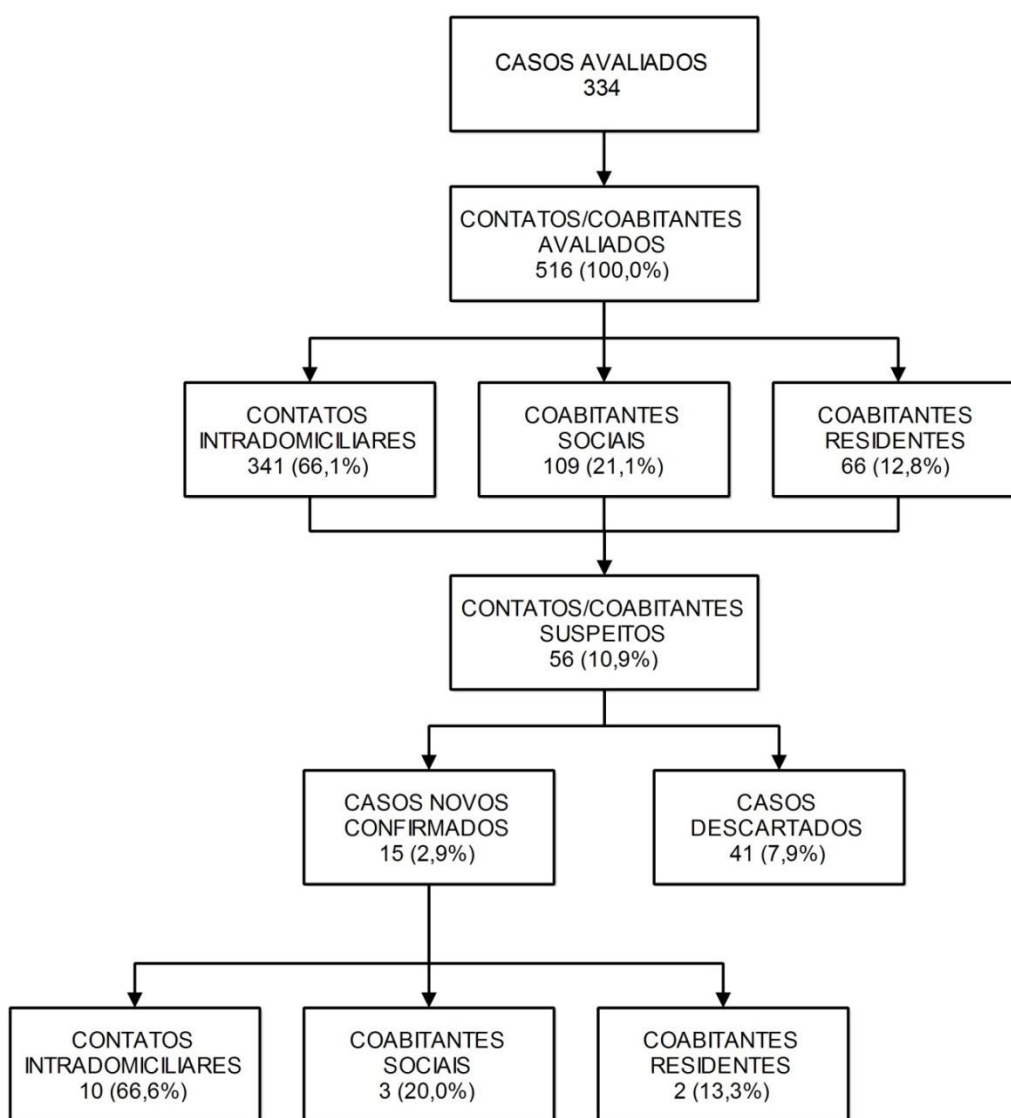 CASOS AVALIADOS
334
CONTATOS/COABITANTES
AVALIADOS
516 (100,0%)
CONTATOS
INTRADOMICILIARES
341 (66,1%)
COABITANTES
SOCIAIS
109 (21,1%)
COABITANTES
RESIDENTES
66 (12,8%)
CONTATOS/COABITANTES
SUSPEITOS
56 (10,9%)
CASOS NOVOS
CONFIRMADOS
15 (2,9%)
CASOS
DESCARTADOS
41 (7,9%)
CONTATOS
INTRADOMICILIARES
10 (66,6%)
COABITANTES
SOCIAIS
3 (20,0%)
COABITANTES
RESIDENTES
2 (13,3%)